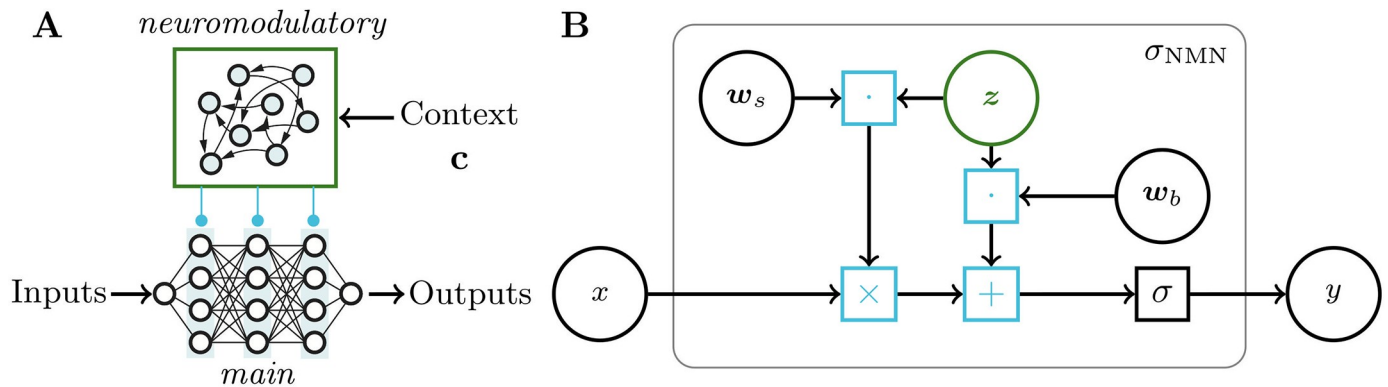 A
neuromodulatory
Context
c
Inputs
Outputs
main
B
σNMN
ws
·
z
·
wb
x
×
+
σ
y